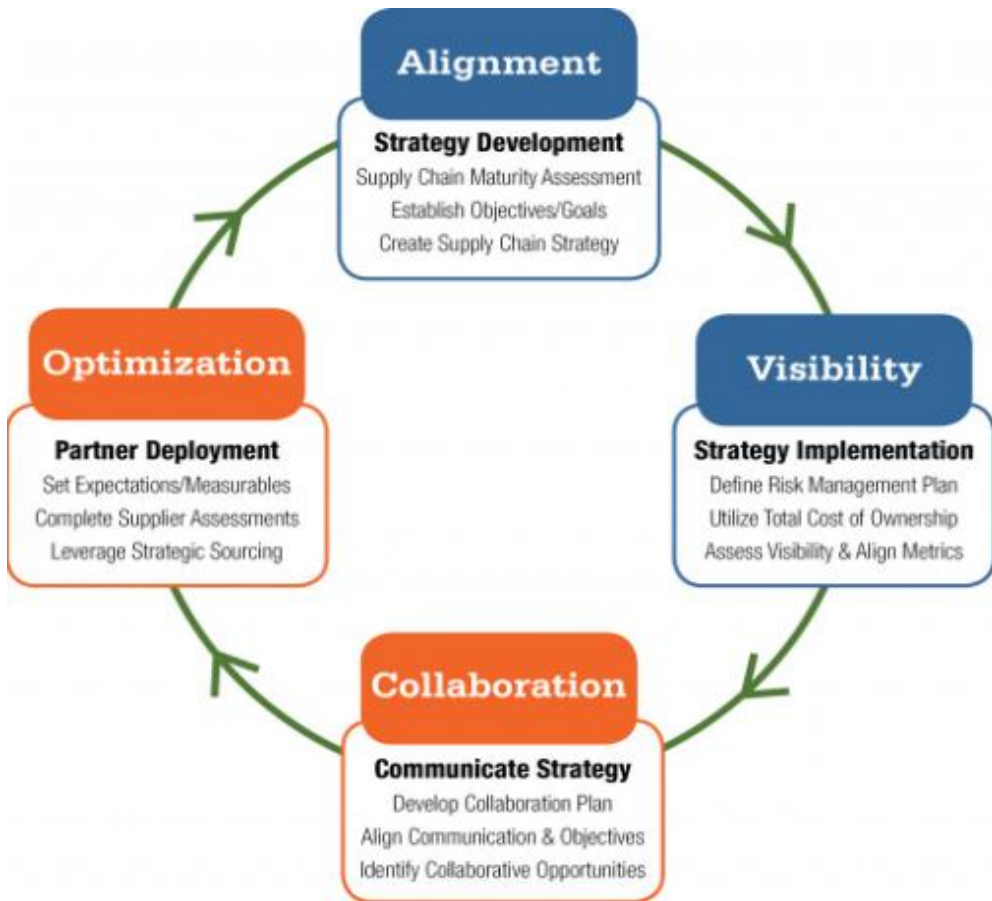 Alignment
Strategy Development
Supply Chain Maturity Assessment
Establish Objectives/Goals
Create Supply Chain Strategy
Visibility
Strategy Implementation
Define Risk Management Plan
Utilize Total Cost of Ownership
Assess Visibility & Align Metrics
Collaboration
Communicate Strategy
Develop Collaboration Plan
Align Communication & Objectives
Identify Collaborative Opportunities
Optimization
Partner Deployment
Set Expectations/Measurables
Complete Supplier Assessments
Leverage Strategic Sourcing